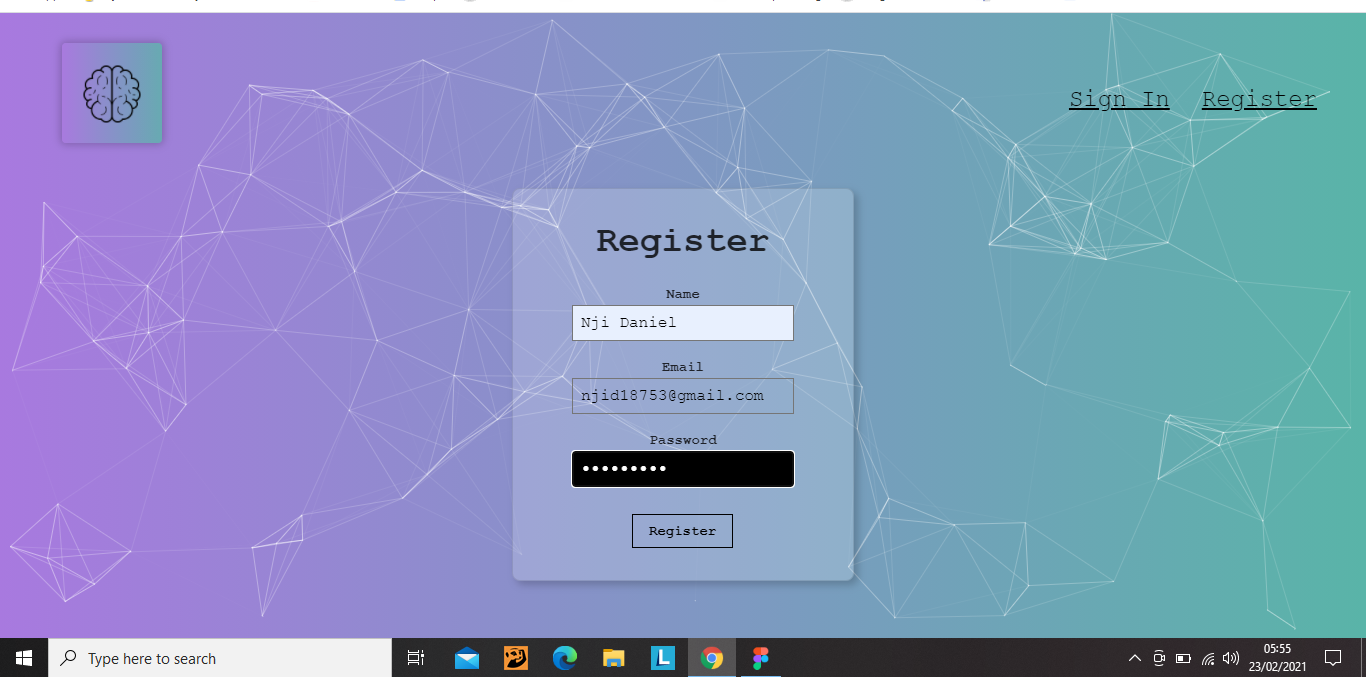 Sign In Register
Register
Name
Nji Daniel
Email
njid18753@gmail.com
Password
•••••••••
Register
Type here to search
05:55
23/02/2021